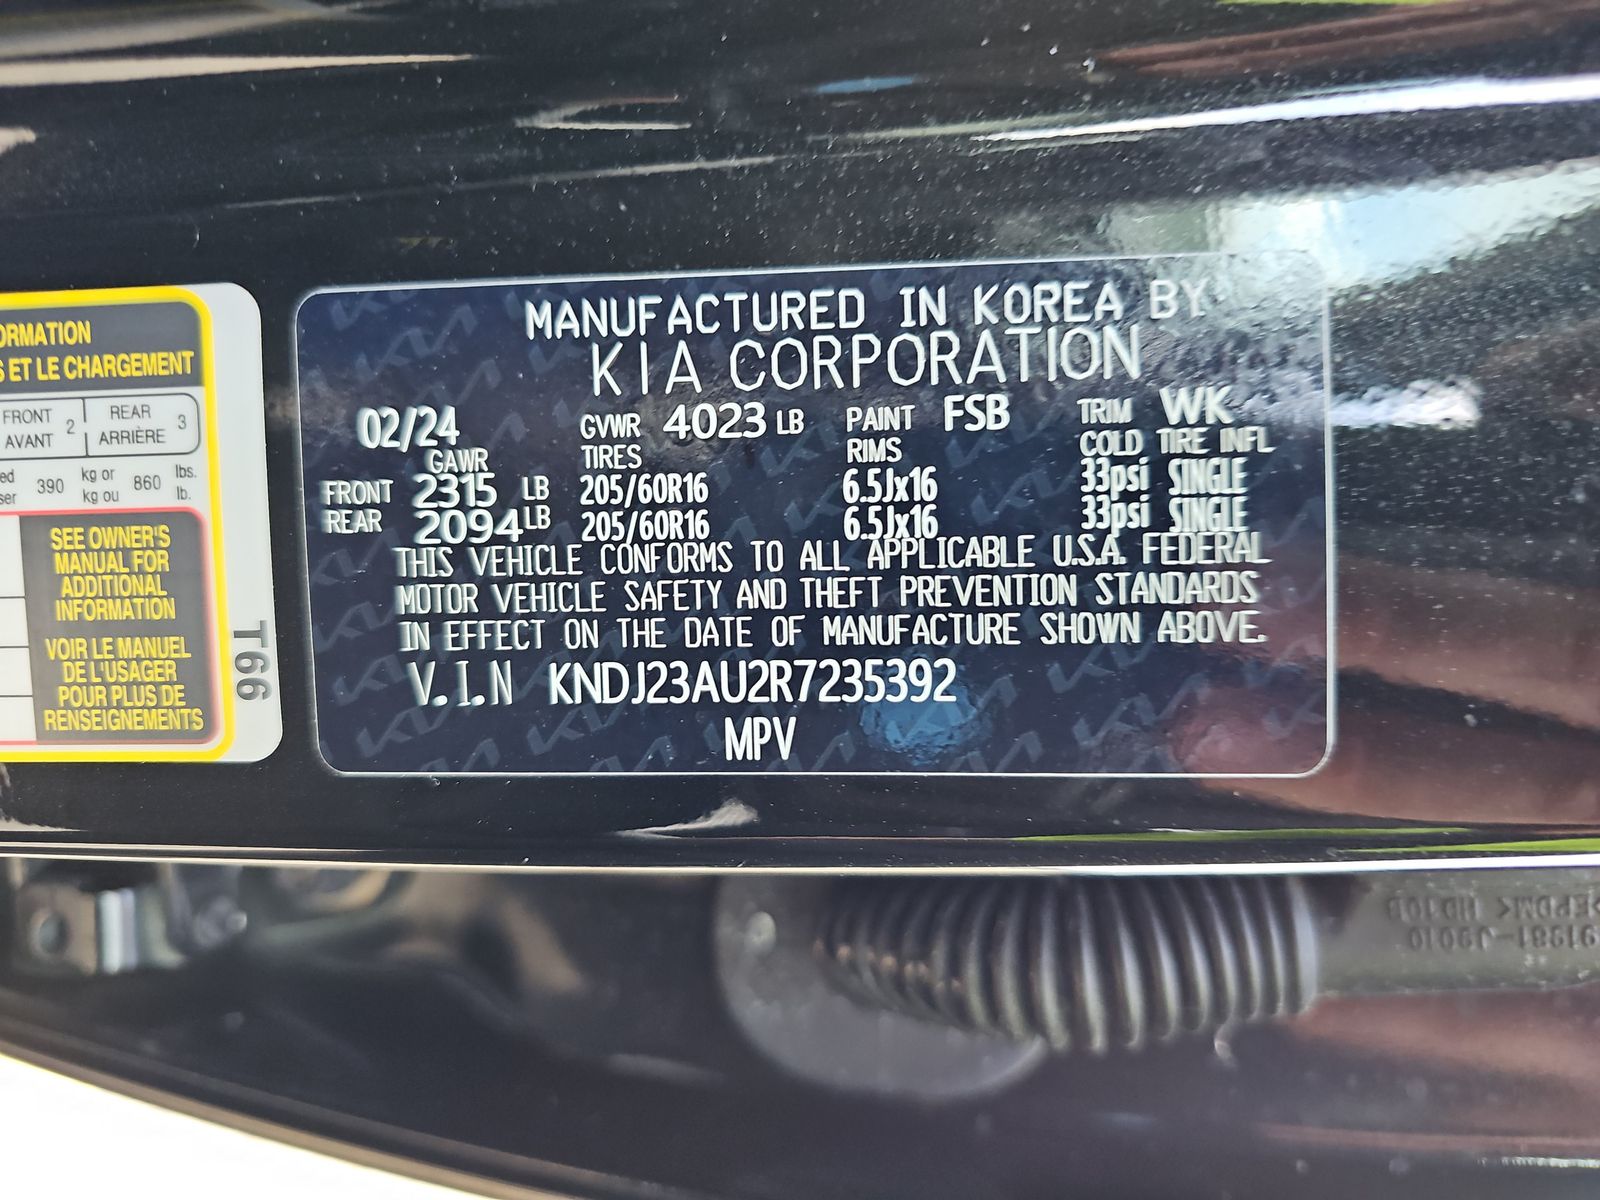 ORMATION
S ET LE CHARGEMENT
FRONT 2 REAR 3
AVANT ARRIÈRE
390 kg or 860 lbs.
kg ou lb.
SEE OWNER'S
MANUAL FOR
ADDITIONAL
INFORMATION
VOIR LE MANUEL
DE L'USAGER
POUR PLUS DE
RENSEIGNEMENTS
T66
MANUFACTURED IN KOREA BY
KIA CORPORATION
02/24 GVWR 4023 LB PAINT FSB TRIM WK
GAWR TIRES RIMS COLD TIRE INFL
FRONT 2315 LB 205/60R16 6.5Jx16 33psi SINGLE
REAR 2094 LB 205/60R16 6.5Jx16 33psi SINGLE
THIS VEHICLE CONFORMS TO ALL APPLICABLE U.S.A. FEDERAL
MOTOR VEHICLE SAFETY AND THEFT PREVENTION STANDARDS
IN EFFECT ON THE DATE OF MANUFACTURE SHOWN ABOVE.
V.I.N KNDJ23AU2R7235392
MPV
91981-J9010
>EPDM<